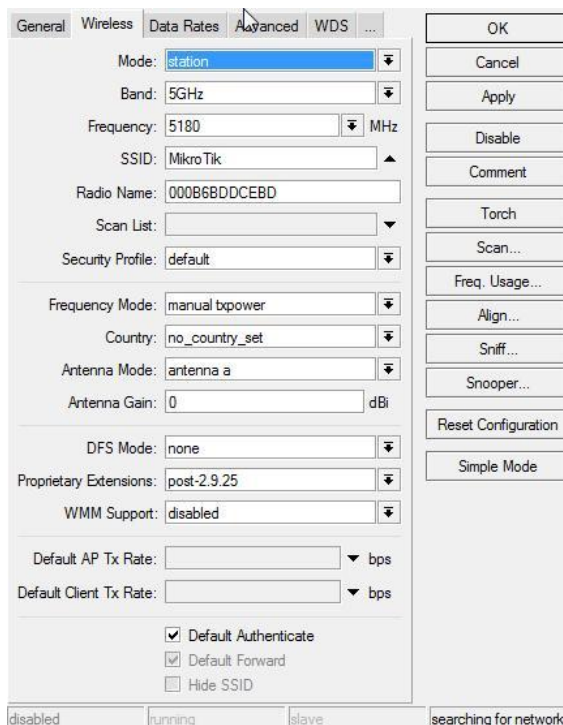 General Wireless Data Rates Advanced WDS ...
Mode: station
Band: 5GHz
Frequency: 5180 MHz
SSID: MikroTik
Radio Name: 000B6BDDCEBD
Scan List:
Security Profile: default
Frequency Mode: manual txpower
Country: no_country_set
Antenna Mode: antenna a
Antenna Gain: 0 dBi
DFS Mode: none
Proprietary Extensions: post-2.9.25
WMM Support: disabled
Default AP Tx Rate: bps
Default Client Tx Rate: bps
Default Authenticate
Default Forward
Hide SSID
OK
Cancel
Apply
Disable
Comment
Torch
Scan...
Freq. Usage...
Align...
Sniff...
Snooper...
Reset Configuration
Simple Mode
disabled running slave searching for network